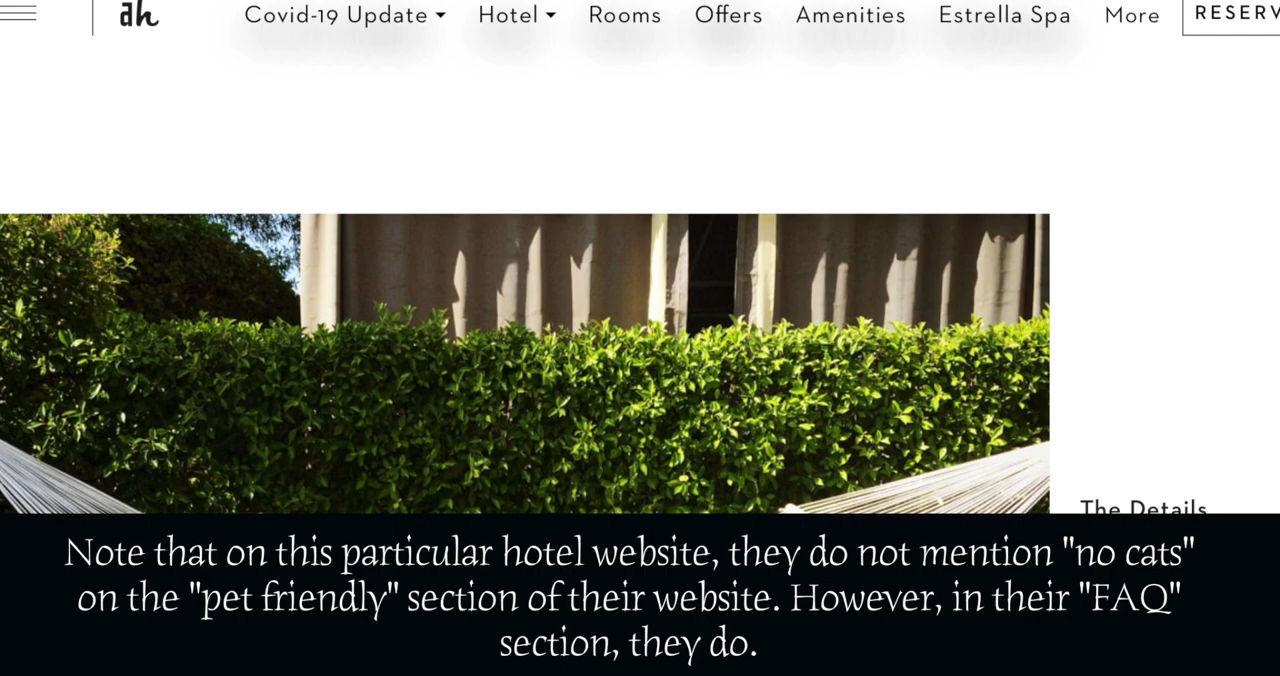 āh Covid-19 Update Hotel Rooms Offers Amenities Estrella Spa More RESERV
The Details
Note that on this particular hotel website, they do not mention "no cats"
on the "pet friendly" section of their website. However, in their "FAQ"
section, they do.